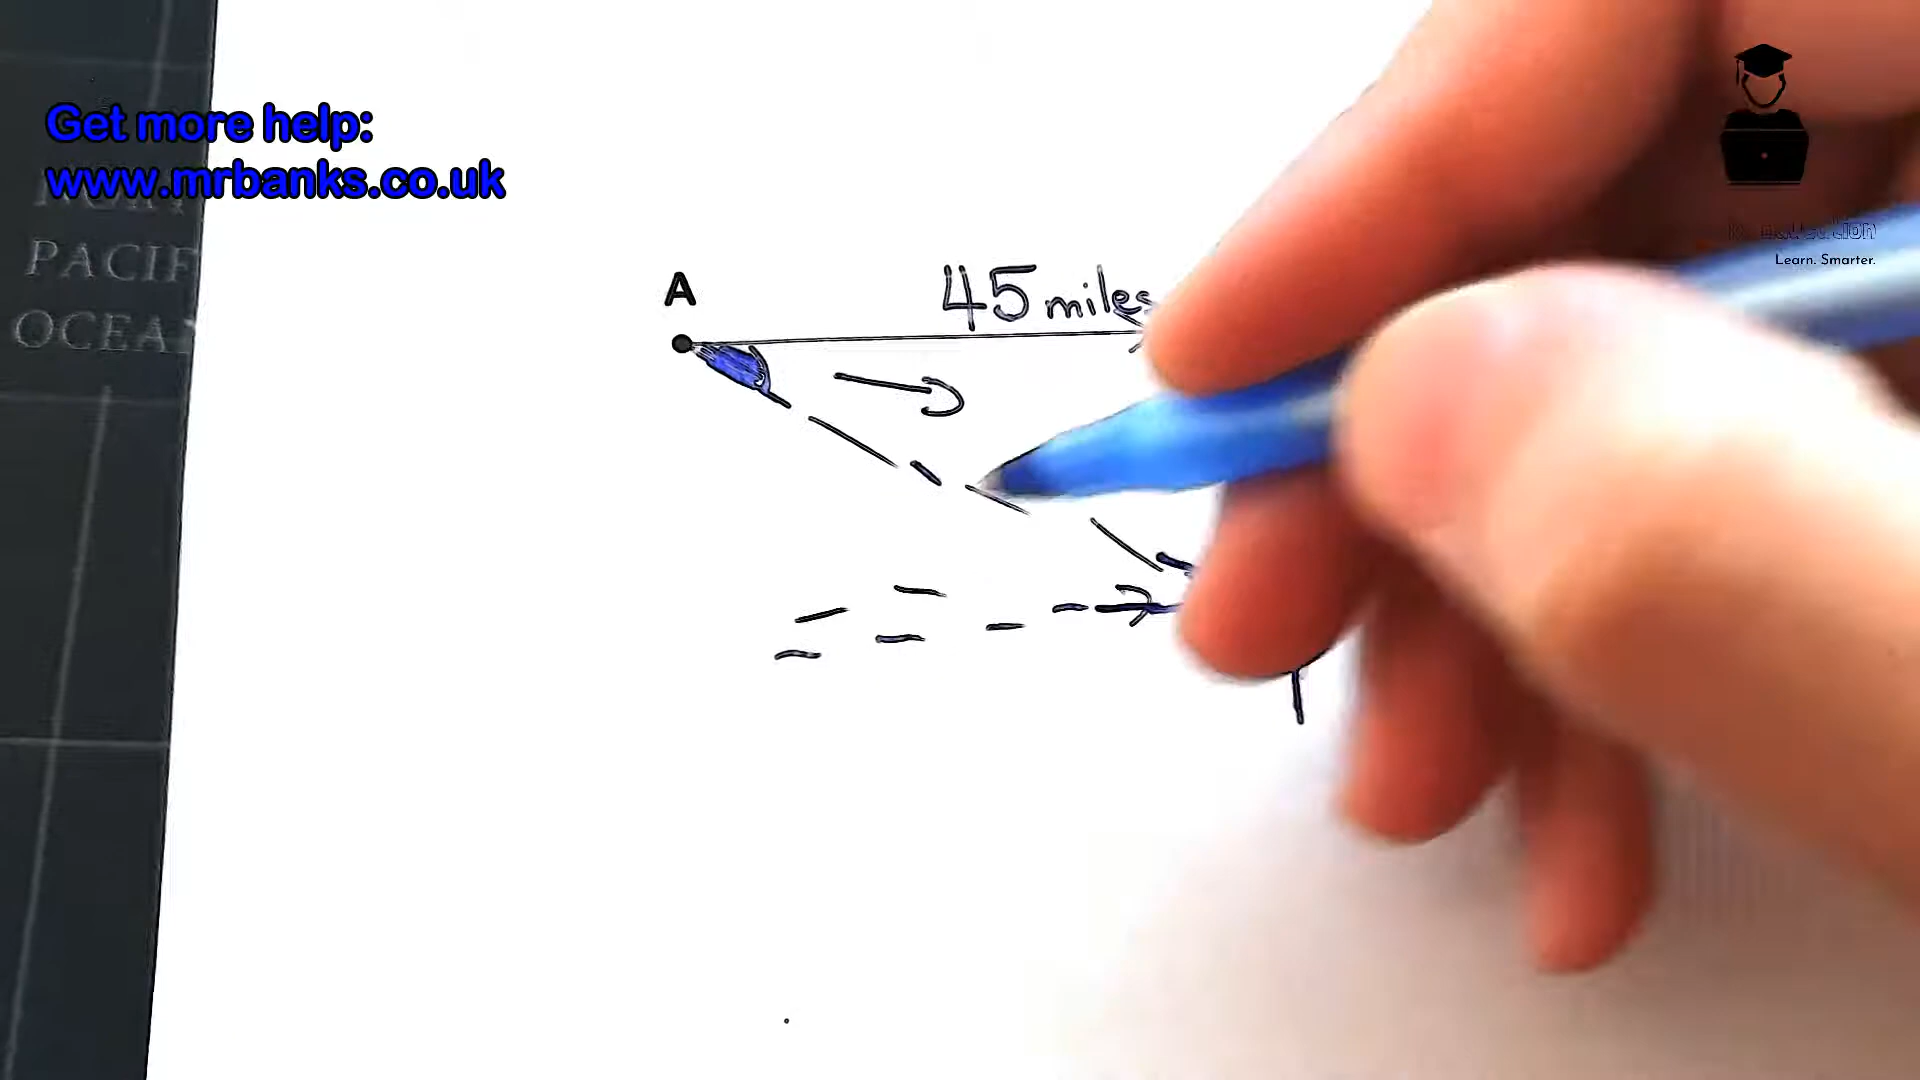 Get more help:
www.mrbanks.co.uk
PACIF
OCEA
A
45 miles
Learn. Smarter.